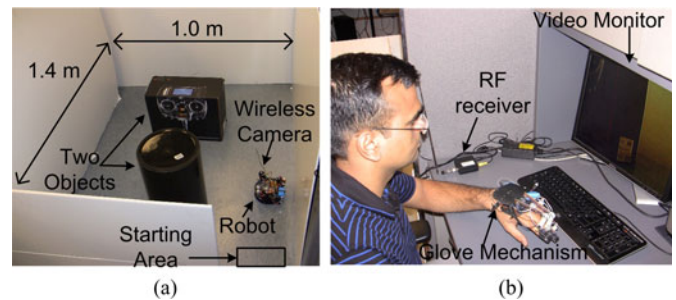 1.0 m
1.4 m
Wireless
Camera
Two
Objects
Robot
Starting
Area
(a)
Video Monitor
RF
receiver
Glove Mechanism
(b)